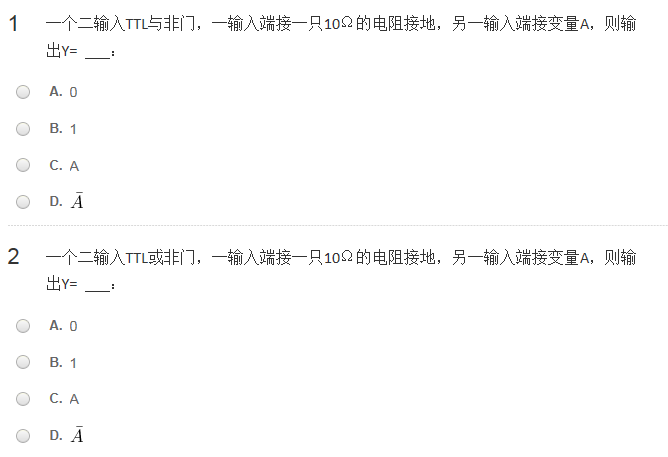 1 一个二输入TTL与非门，一输入端接一只10Ω的电阻接地，另一输入端接变量A，则输
出Y= ___：
A. 0
B. 1
C. A
D. Ā
2 一个二输入TTL或非门，一输入端接一只10Ω的电阻接地，另一输入端接变量A，则输
出Y= ___：
A. 0
B. 1
C. A
D. Ā